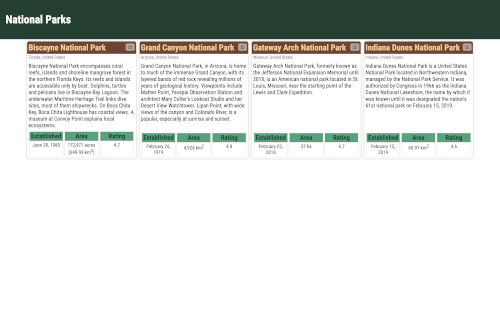 National Parks
Biscayne National Park
Florida, United States
Biscayne National Park encompasses coral
reefs, islands and shoreline mangrove forest in
the northern Florida Keys. Its reefs and islands
are accessible only by boat. Dolphins, turtles
and pelicans live in Biscayne Bay Lagoon. The
underwater Maritime Heritage Trail links dive
sites, most of them shipwrecks. On Boca Chita
Key, Boca Chita Lighthouse has coastal views. A
museum at Convoy Point explains local
ecosystems.
Established Area Rating
June 28, 1980 172,971 acres 4.7
(699.99 km2)
Grand Canyon National Park
Arizona, United States
Grand Canyon National Park, in Arizona, is home
to much of the immense Grand Canyon, with its
layered bands of red rock revealing millions of
years of geological history. Viewpoints include
Mather Point, Yavapai Observation Station and
architect Mary Colter's Lookout Studio and her
Desert View Watchtower. Lipan Point, with wide
views of the canyon and Colorado River, is a
popular, especially at sunrise and sunset.
Established Area Rating
February 26, 4,926 km2 4.8
1919
Gateway Arch National Park
Missouri, United States
Gateway Arch National Park, formerly known as
the Jefferson National Expansion Memorial until
2018, is an American national park located in St.
Louis, Missouri, near the starting point of the
Lewis and Clark Expedition.
Established Area Rating
February 22, 37 ha 4.7
2018
Indiana Dunes National Park
Indiana, United States
Indiana Dunes National Park is a United States
National Park located in Northwestern Indiana,
managed by the National Park Service. It was
authorized by Congress in 1966 as the Indiana
Dunes National Lakeshore, the name by which it
was known until it was designated the nation's
61st national park on February 15, 2019.
Established Area Rating
February 15, 60.97 km2 4.6
2019